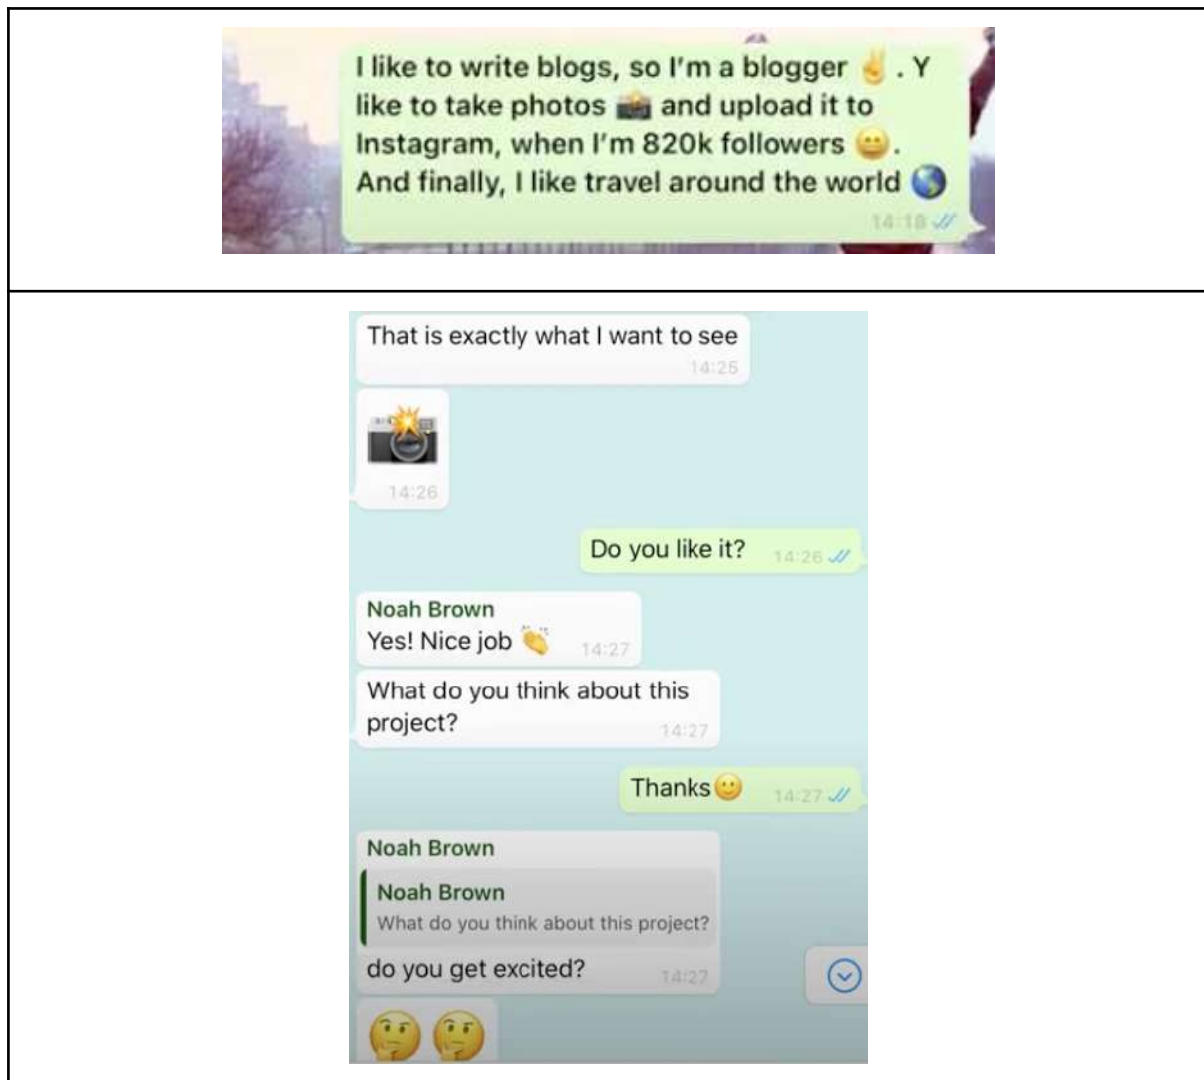 I like to write blogs, so I'm a blogger ✌️. Y
like to take photos 📸 and upload it to
Instagram, when I'm 820k followers 😀.
And finally, I like travel around the world 🌎
14:18
That is exactly what I want to see
14:25
14:26
Do you like it? 14:26
Noah Brown
Yes! Nice job 👏 14:27
What do you think about this
project? 14:27
Thanks🙂 14:27
Noah Brown
Noah Brown
What do you think about this project?
do you get excited? 14:27